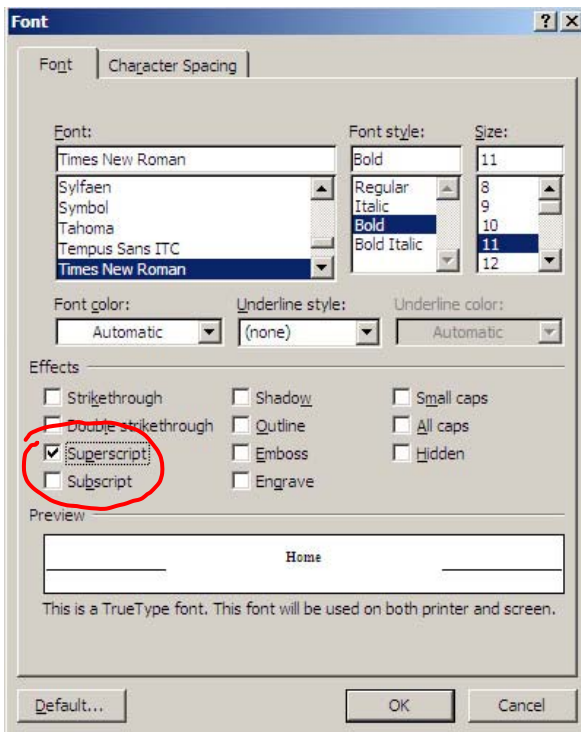 Font
Font Character Spacing
Font: Font style: Size:
Times New Roman Bold 11
Sylfaen Regular 8
Symbol Italic 9
Tahoma Bold 10
Tempus Sans ITC Bold Italic 11
Times New Roman 12
Font color: Underline style: Underline color:
Automatic (none) Automatic
Effects
Strikethrough Shadow Small caps
Double strikethrough Outline All caps
Superscript Emboss Hidden
Subscript Engrave
Preview
Home
This is a TrueType font. This font will be used on both printer and screen.
Default... OK Cancel